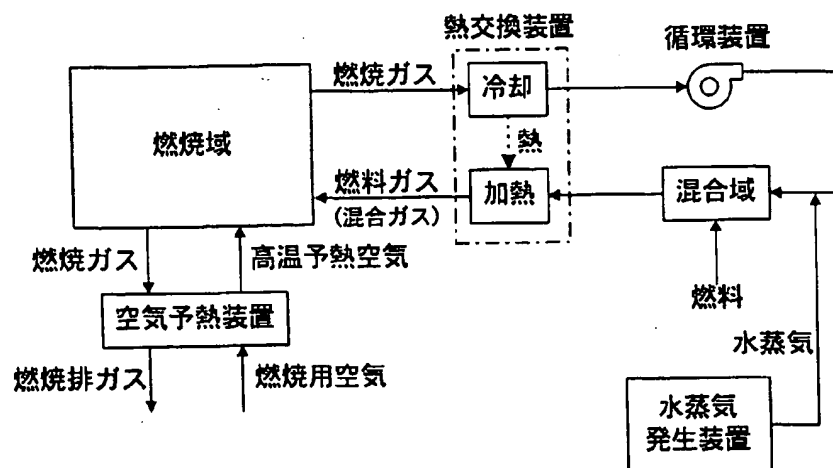 熱交換装置
循環装置
燃焼ガス
冷却
燃焼域
熱
燃料ガス
(混合ガス)
加熱
混合域
燃焼ガス
高温予熱空気
燃料
空気予熱装置
水蒸気
燃焼排ガス
燃焼用空気
水蒸気
発生装置